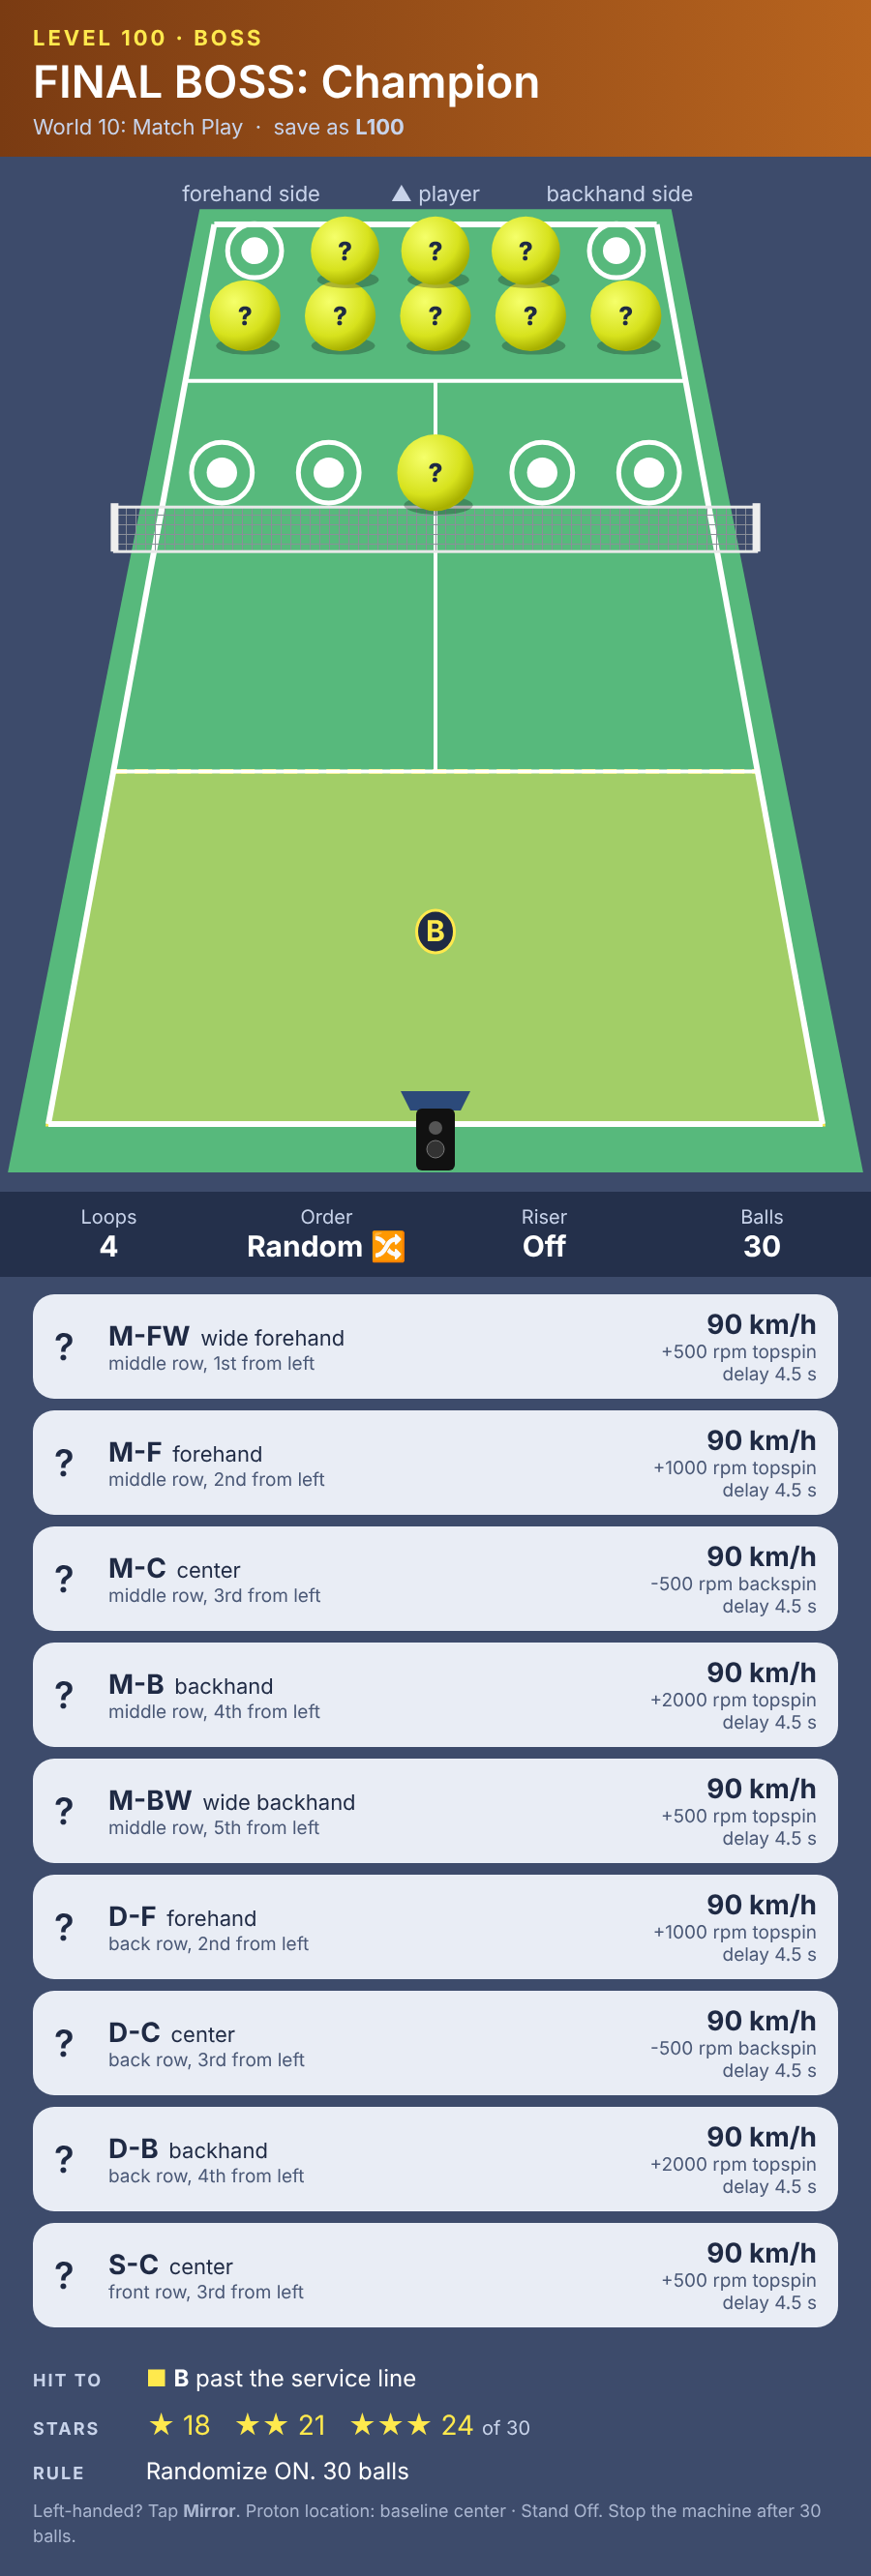 LEVEL 100 · BOSS
FINAL BOSS: Champion
World 10: Match Play · save as L100
forehand side ▲ player backhand side
? ? ?
? ? ? ? ?
?
B
Loops Order Riser Balls
4 Random 🔀 Off 30
? M-FW wide forehand 90 km/h
middle row, 1st from left +500 rpm topspin
delay 4.5 s
? M-F forehand 90 km/h
middle row, 2nd from left +1000 rpm topspin
delay 4.5 s
? M-C center 90 km/h
middle row, 3rd from left -500 rpm backspin
delay 4.5 s
? M-B backhand 90 km/h
middle row, 4th from left +2000 rpm topspin
delay 4.5 s
? M-BW wide backhand 90 km/h
middle row, 5th from left +500 rpm topspin
delay 4.5 s
? D-F forehand 90 km/h
back row, 2nd from left +1000 rpm topspin
delay 4.5 s
? D-C center 90 km/h
back row, 3rd from left -500 rpm backspin
delay 4.5 s
? D-B backhand 90 km/h
back row, 4th from left +2000 rpm topspin
delay 4.5 s
? S-C center 90 km/h
front row, 3rd from left +500 rpm topspin
delay 4.5 s
HIT TO B past the service line
STARS ★ 18 ★★ 21 ★★★ 24 of 30
RULE Randomize ON. 30 balls
Left-handed? Tap Mirror. Proton location: baseline center · Stand Off. Stop the machine after 30
balls.